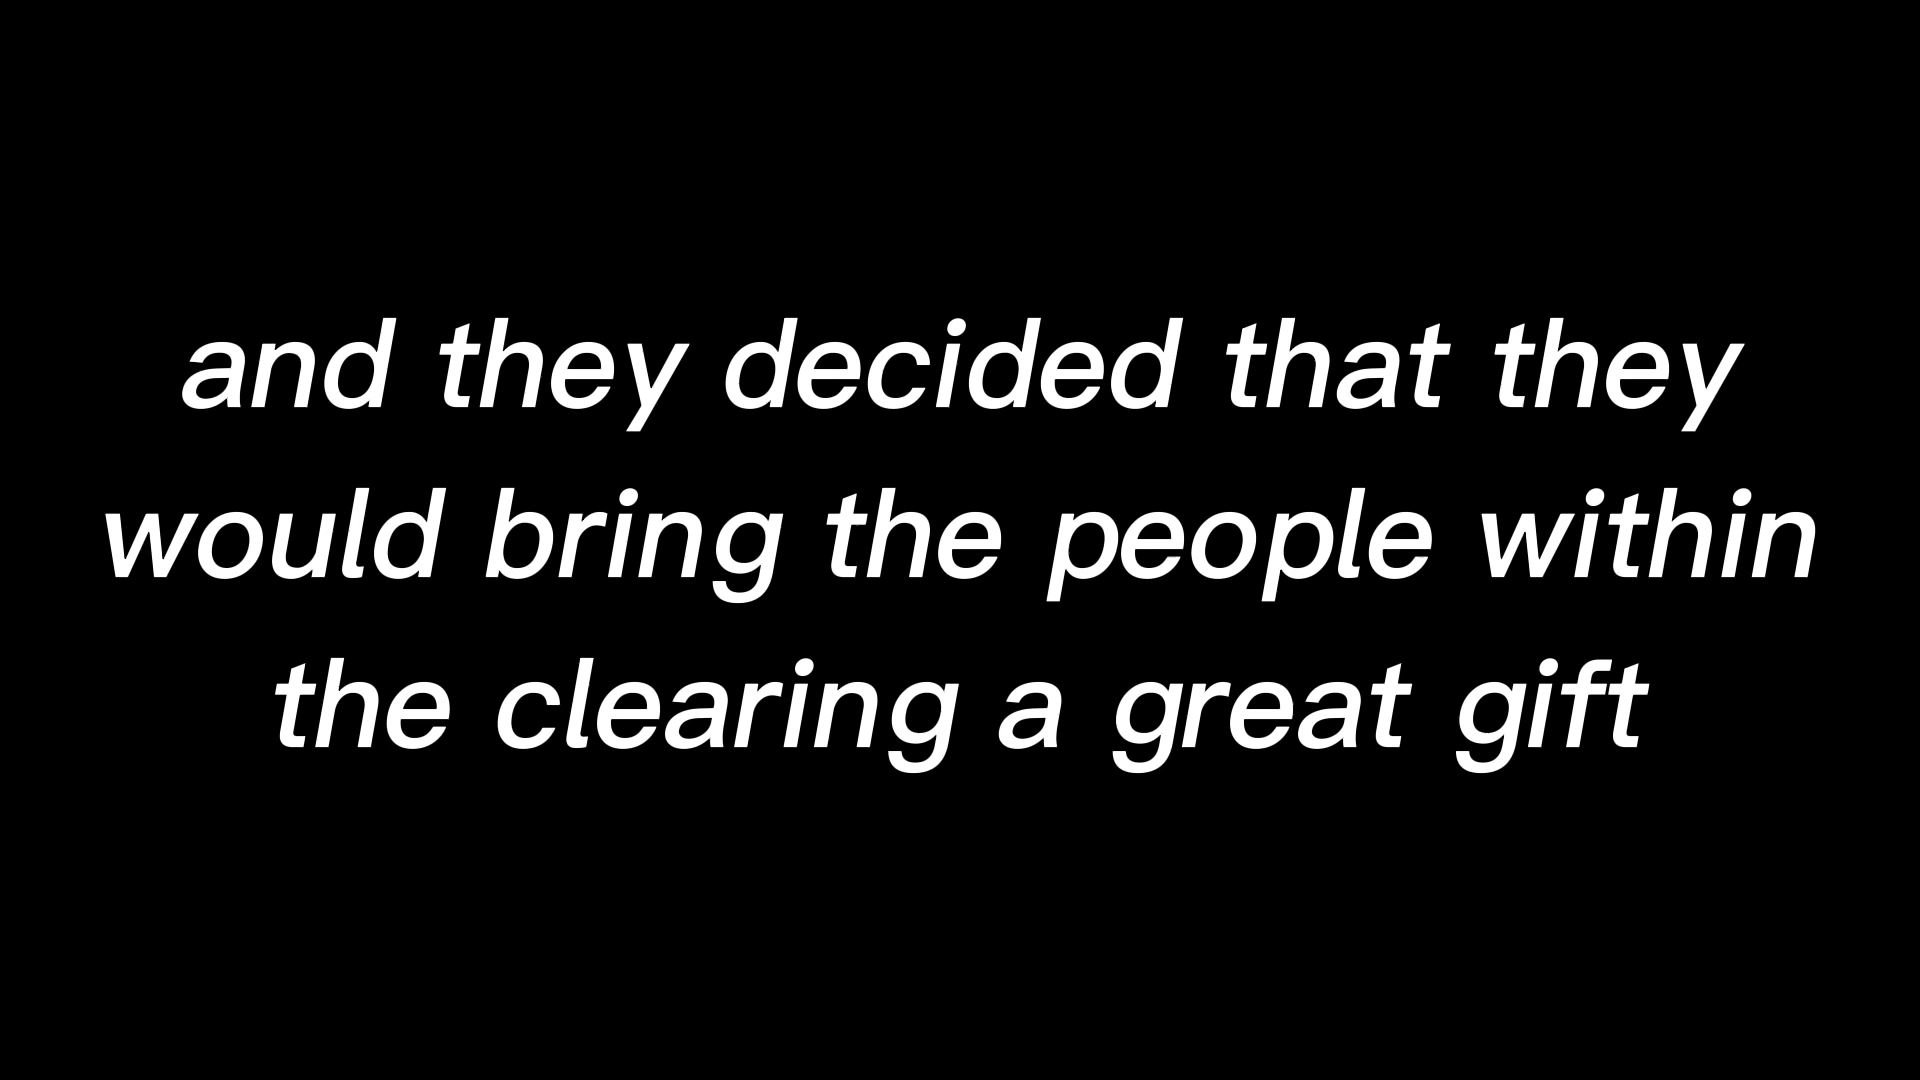 and they decided that they
would bring the people within
the clearing a great gift